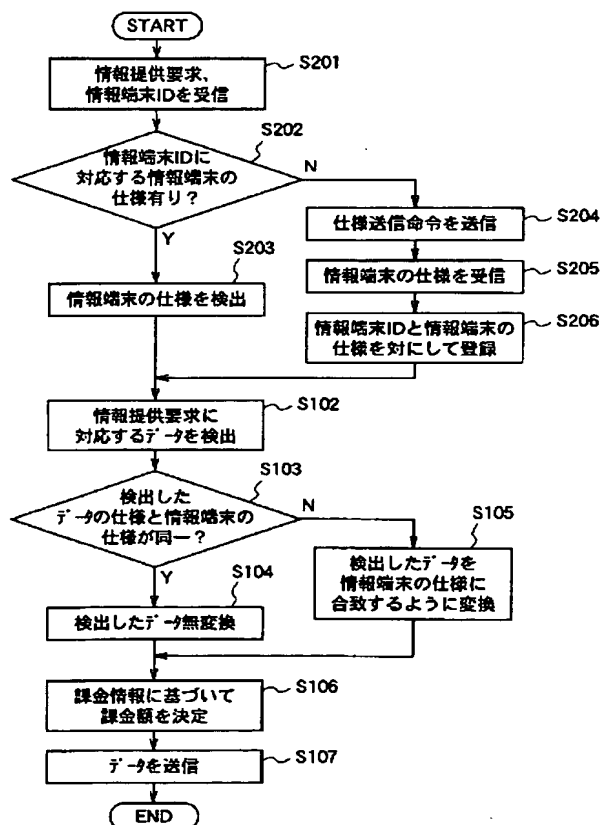 START
S201
情報提供要求、
情報端末IDを受信
S202
情報端末IDに
対応する情報端末の
仕様有り?
N
Y
S204
仕様送信命令を送信
S203
情報端末の仕様を検出
S205
情報端末の仕様を受信
S206
情報端末IDと情報端末の
仕様を対にして登録
S102
情報提供要求に
対応するデータを検出
S103
検出した
データの仕様と情報端末の
仕様が同一?
N
Y
S105
検出したデータを
情報端末の仕様に
合致するように変換
S104
検出したデータ無変換
S106
課金情報に基づいて
課金額を決定
S107
データを送信
END